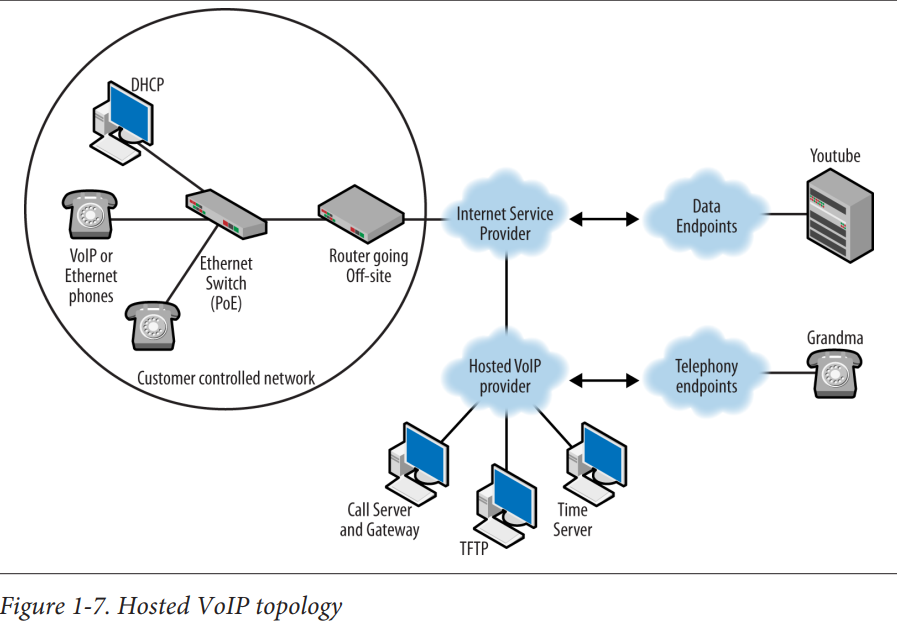 DHCP
VoIP or
Ethernet
phones
Ethernet
Switch
(PoE)
Router going
Off-site
Customer controlled network
Internet Service
Provider
Data
Endpoints
Youtube
Hosted VoIP
provider
Telephony
endpoints
Grandma
Call Server
and Gateway
TFTP
Time
Server
Figure 1-7. Hosted VoIP topology